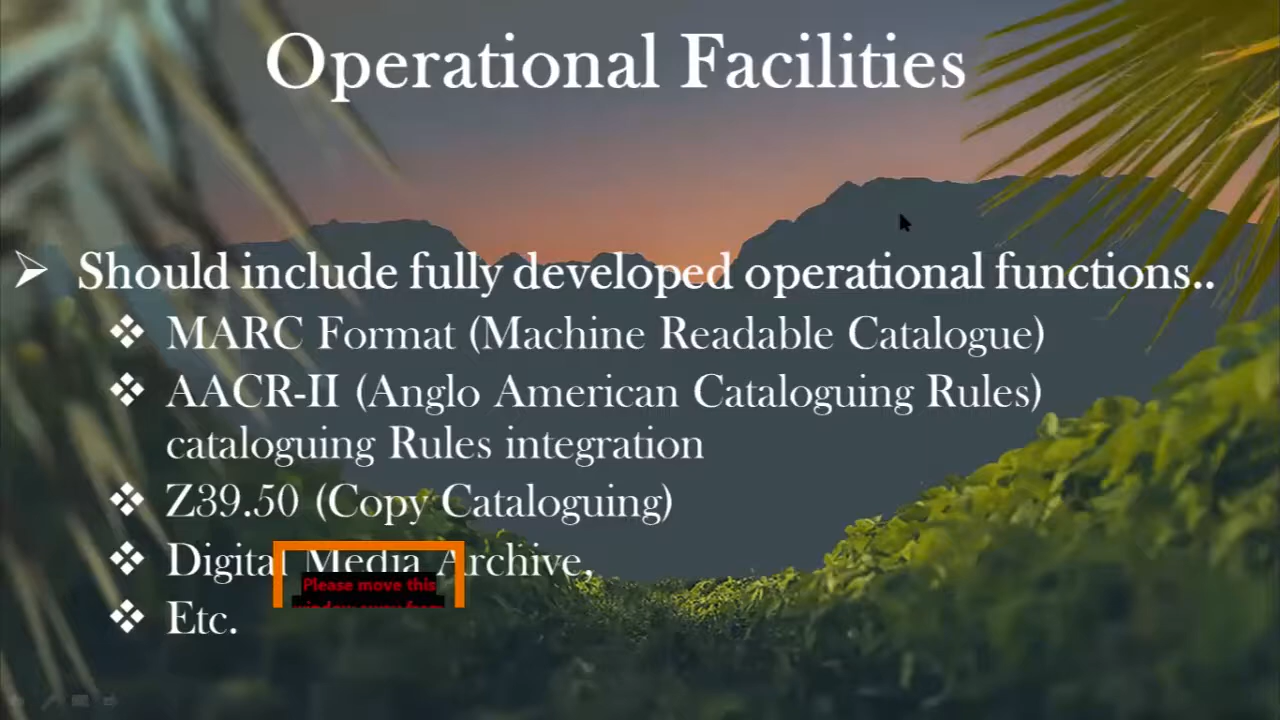 Operational Facilities
Should include fully developed operational functions..
MARC Format (Machine Readable Catalogue)
AACR-II (Anglo American Cataloguing Rules)
cataloguing Rules integration
Z39.50 (Copy Cataloguing)
Digital Media Archive,
Please move this
Etc.